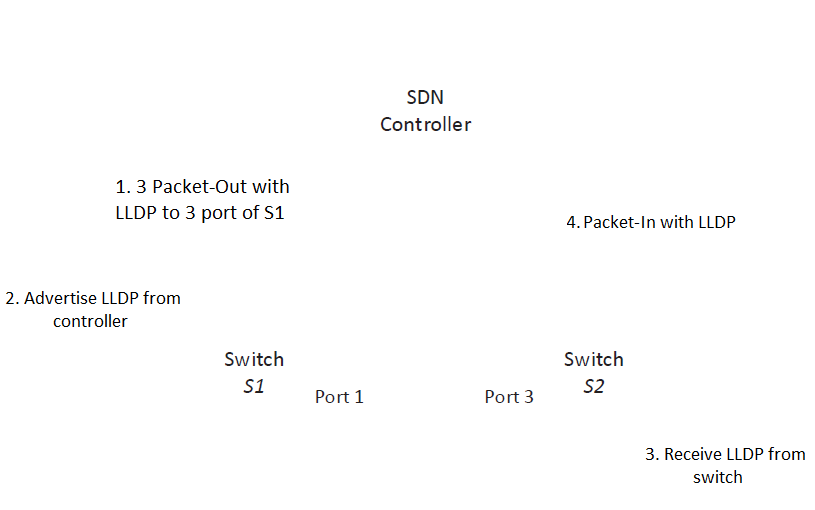 SDN
Controller
1. 3 Packet-Out with
LLDP to 3 port of S1
4. Packet-In with LLDP
2. Advertise LLDP from
controller
Switch
S1
Port 1
Port 3
Switch
S2
3. Receive LLDP from
switch